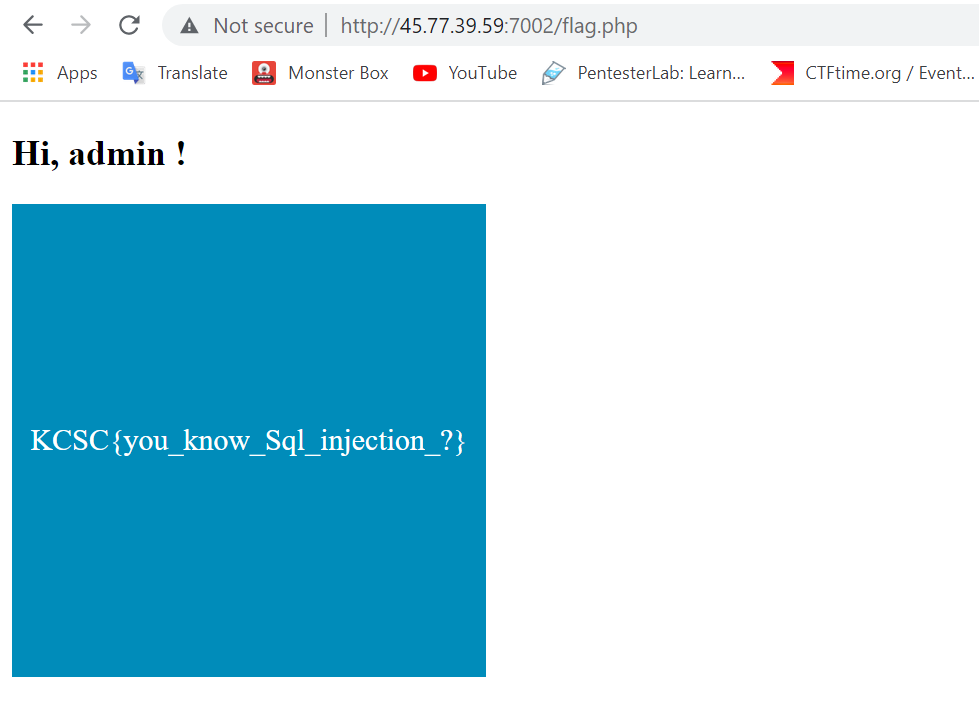 Not secure | http://45.77.39.59:7002/flag.php
Apps Translate Monster Box YouTube PentesterLab: Learn... CTFtime.org / Event...
Hi, admin !
KCSC{you_know_Sql_injection_?}